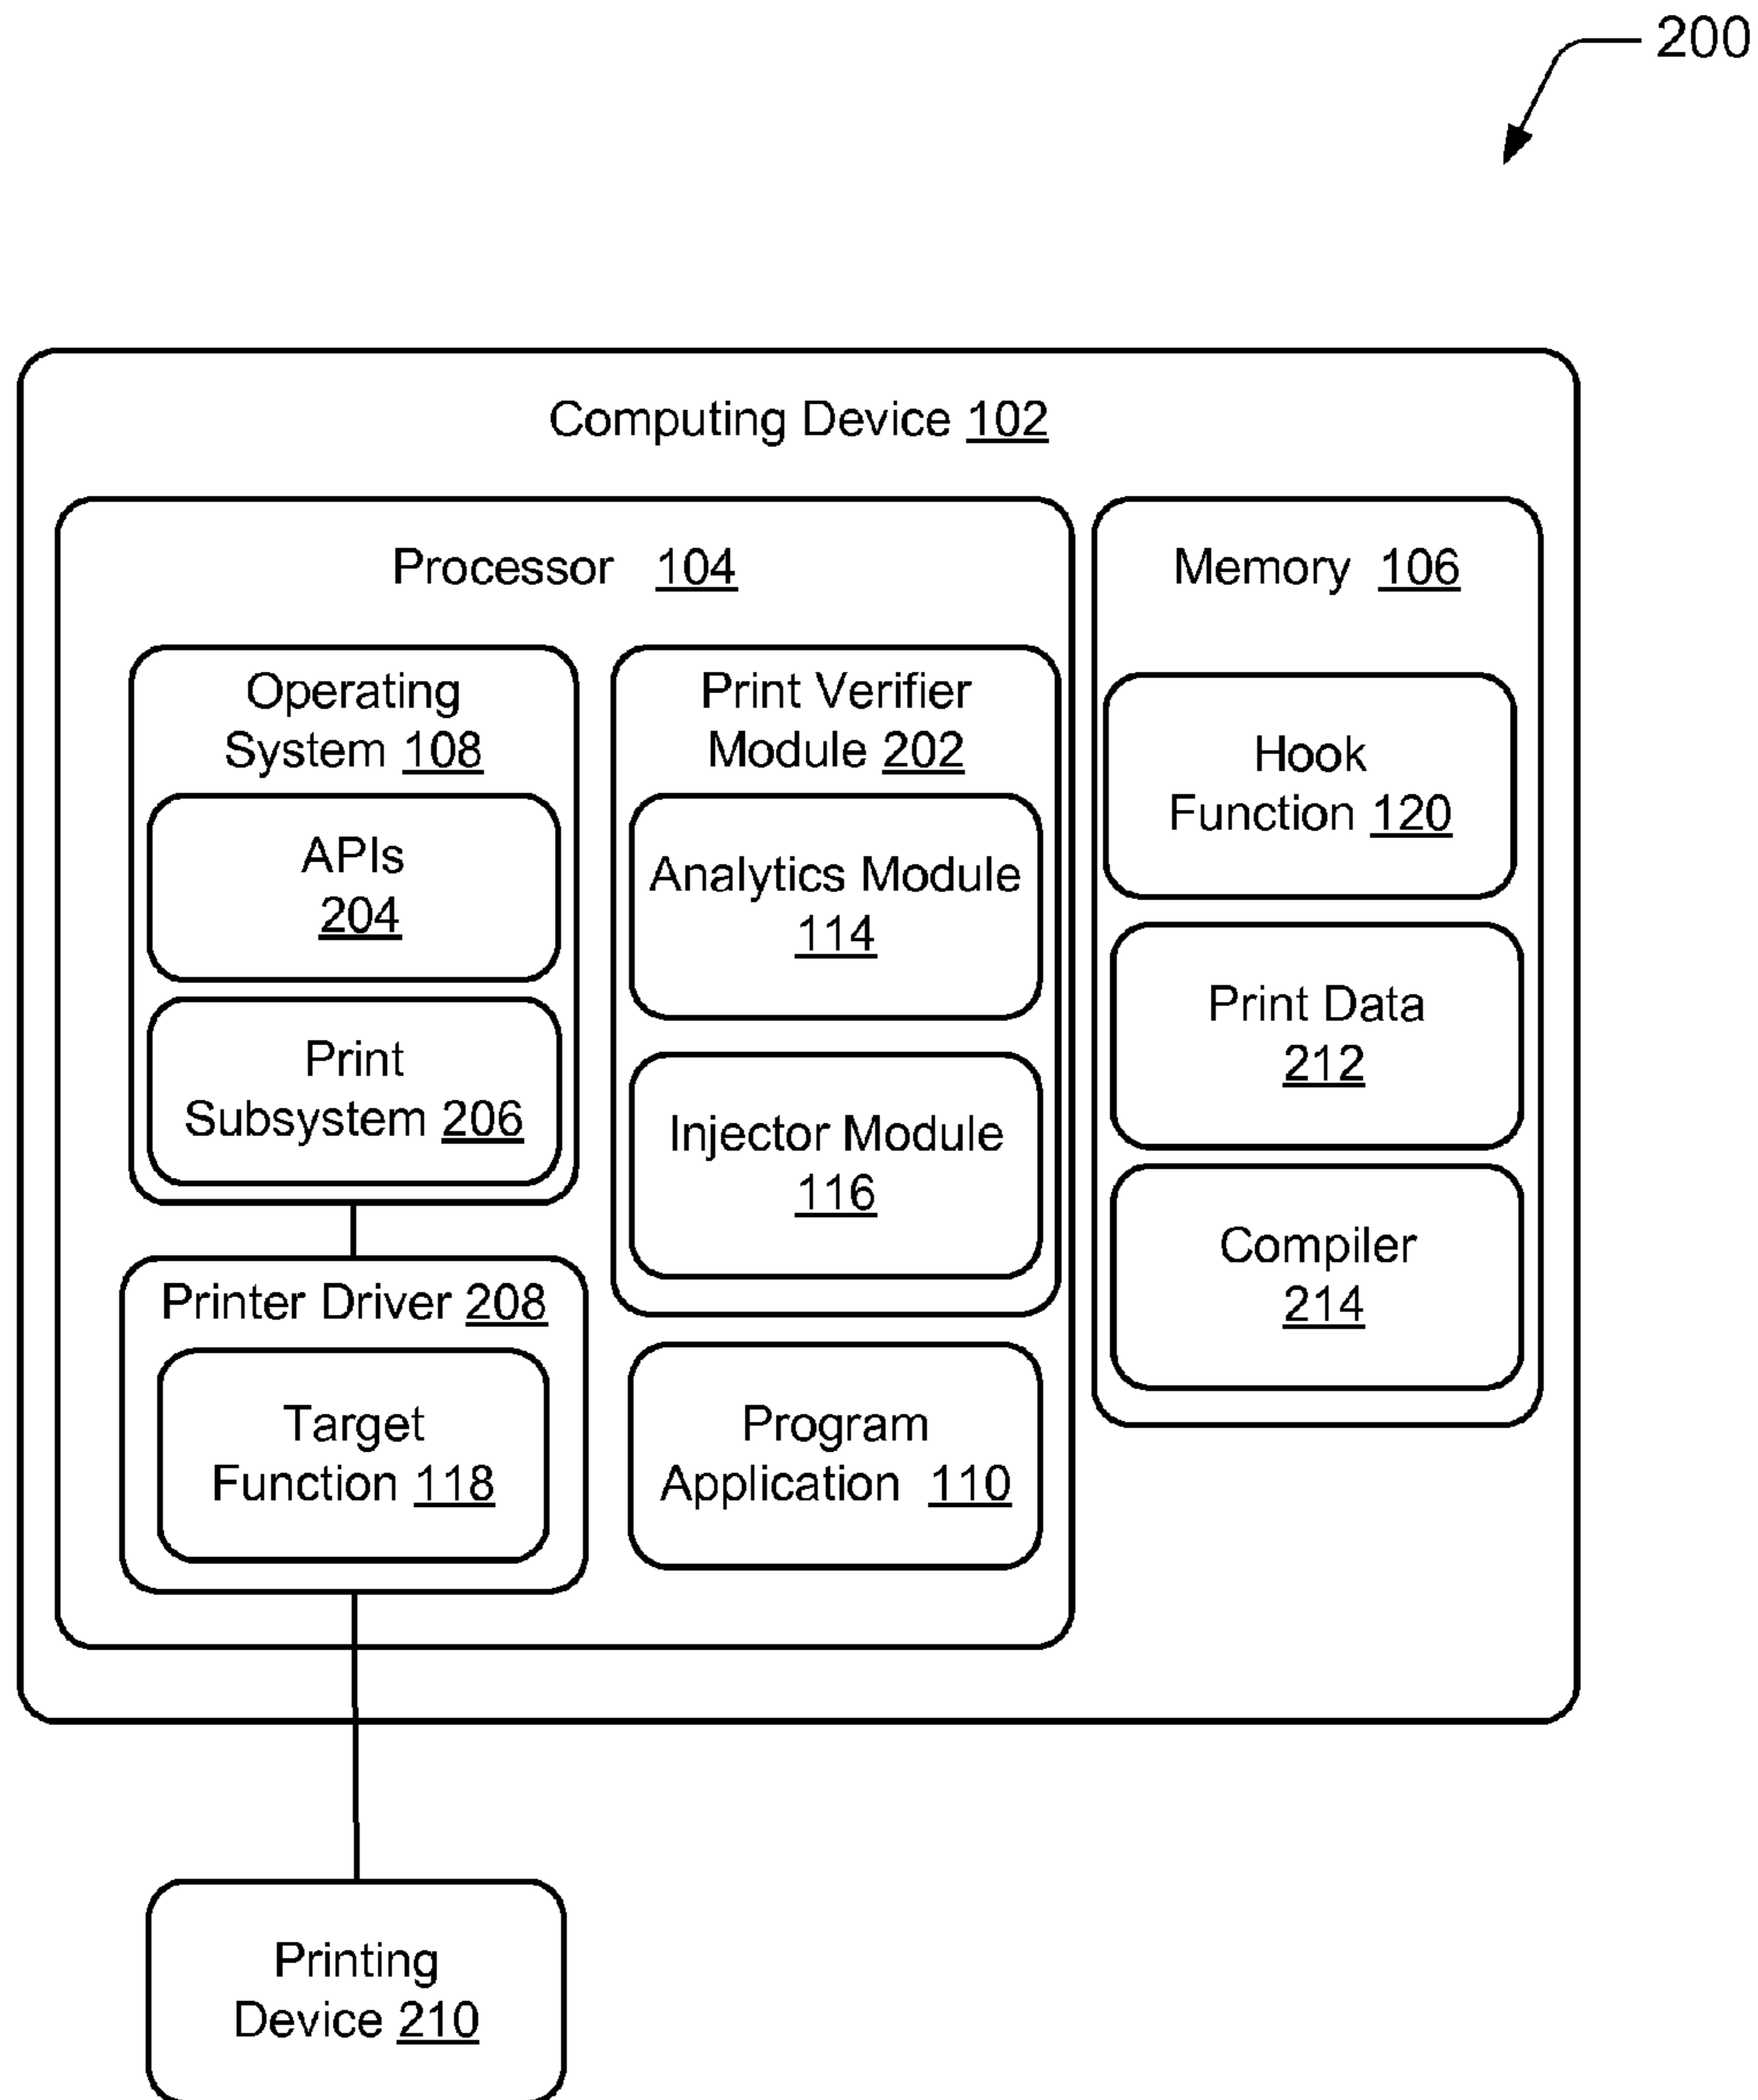 200
Computing Device 102
Processor 104
Operating
System 108
APIs
204
Print
Subsystem 206
Printer Driver 208
Target
Function 118
Print Verifier
Module 202
Analytics Module
114
Injector Module
116
Program
Application 110
Memory 106
Hook
Function 120
Print Data
212
Compiler
214
Printing
Device 210